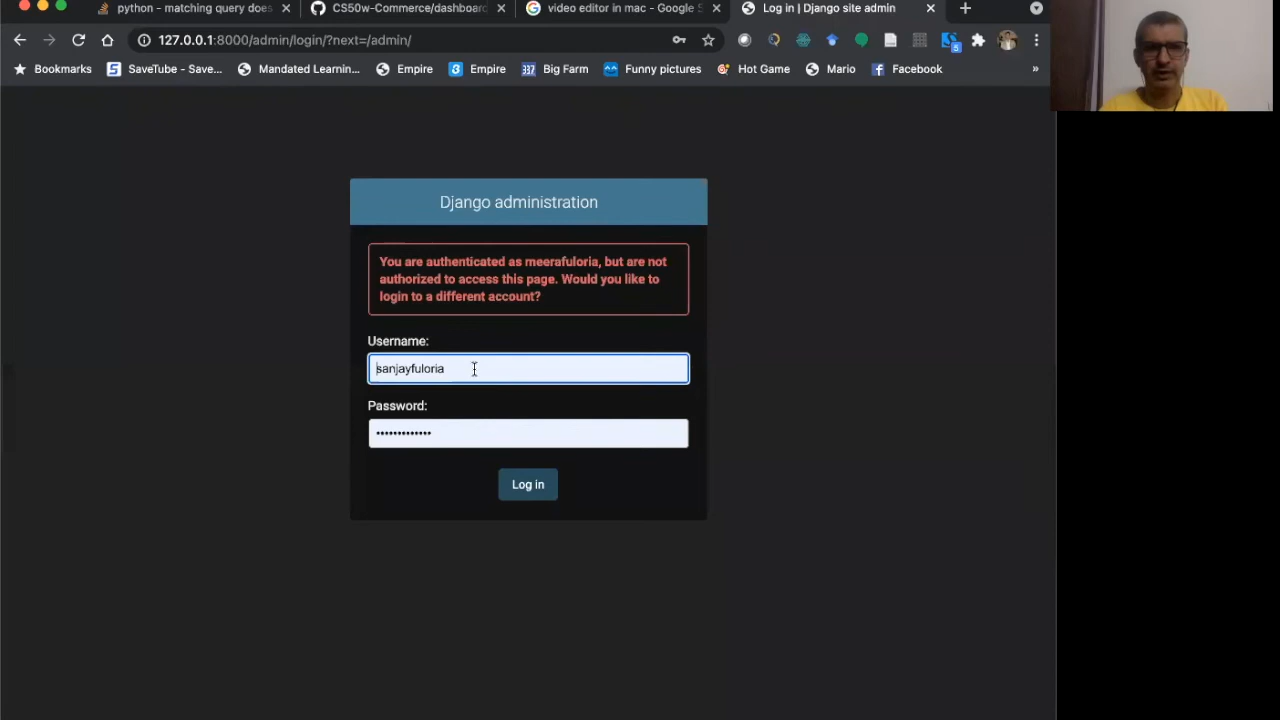 python - matching query does
CS50w-Commerce/dashboard
video editor in mac - Google S
Log in | Django site admin
127.0.0.1:8000/admin/login/?next=/admin/
5
Bookmarks
SaveTube - Save...
Mandated Learnin...
Empire
Empire
337 Big Farm
Funny pictures
Hot Game
Mario
Facebook
»
Django administration
You are authenticated as meerafuloria, but are not
authorized to access this page. Would you like to
login to a different account?
Username:
sanjayfuloria
Password:
•••••••••••••
Log in